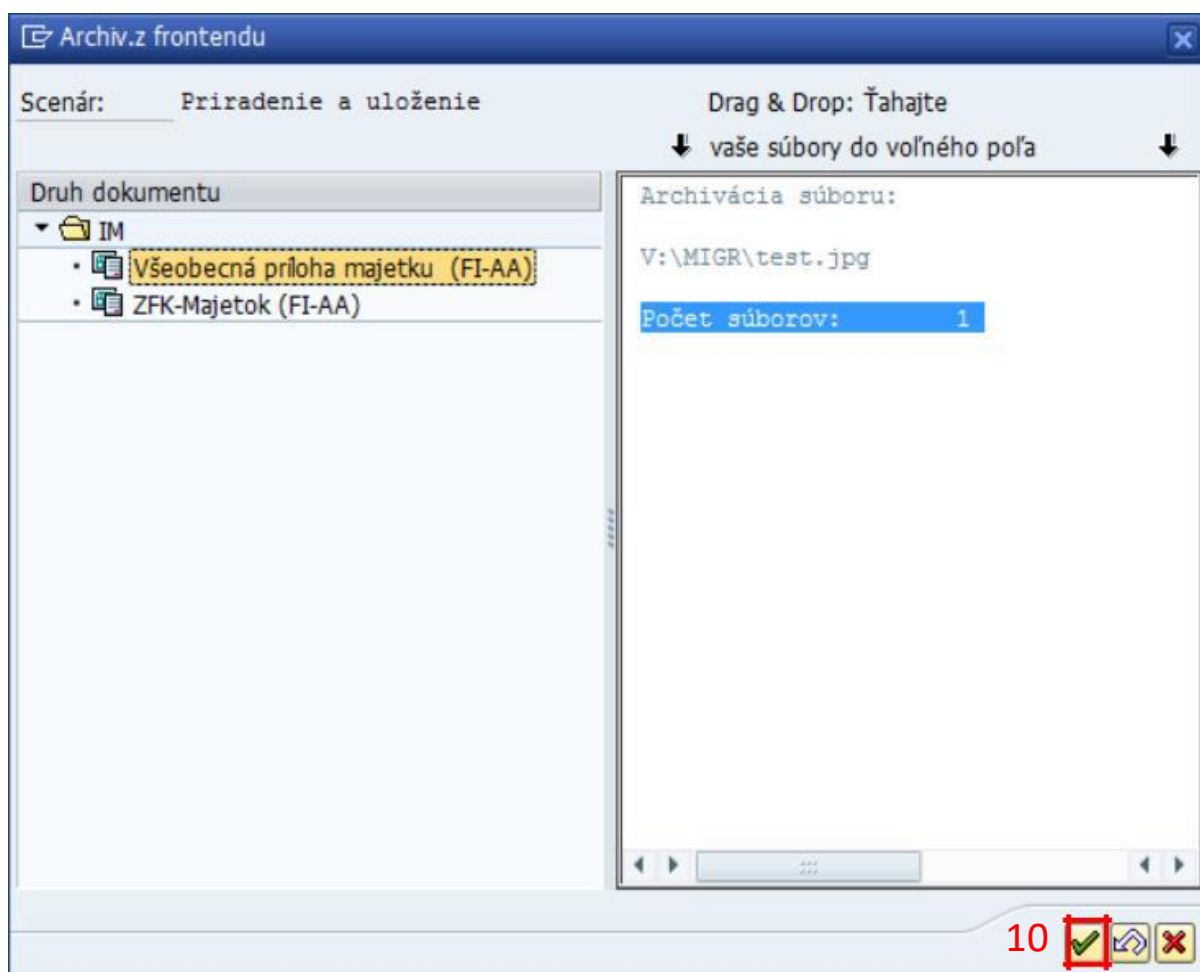 Archiv.z frontendu
Scenár: Priradenie a uloženie
Drag & Drop: Ťahajte
vaše súbory do voľného poľa
Druh dokumentu
IM
Všeobecná príloha majetku (FI-AA)
ZFK-Majetok (FI-AA)
Archivácia súboru:
V:\MIGR\test.jpg
Počet súborov: 1
10